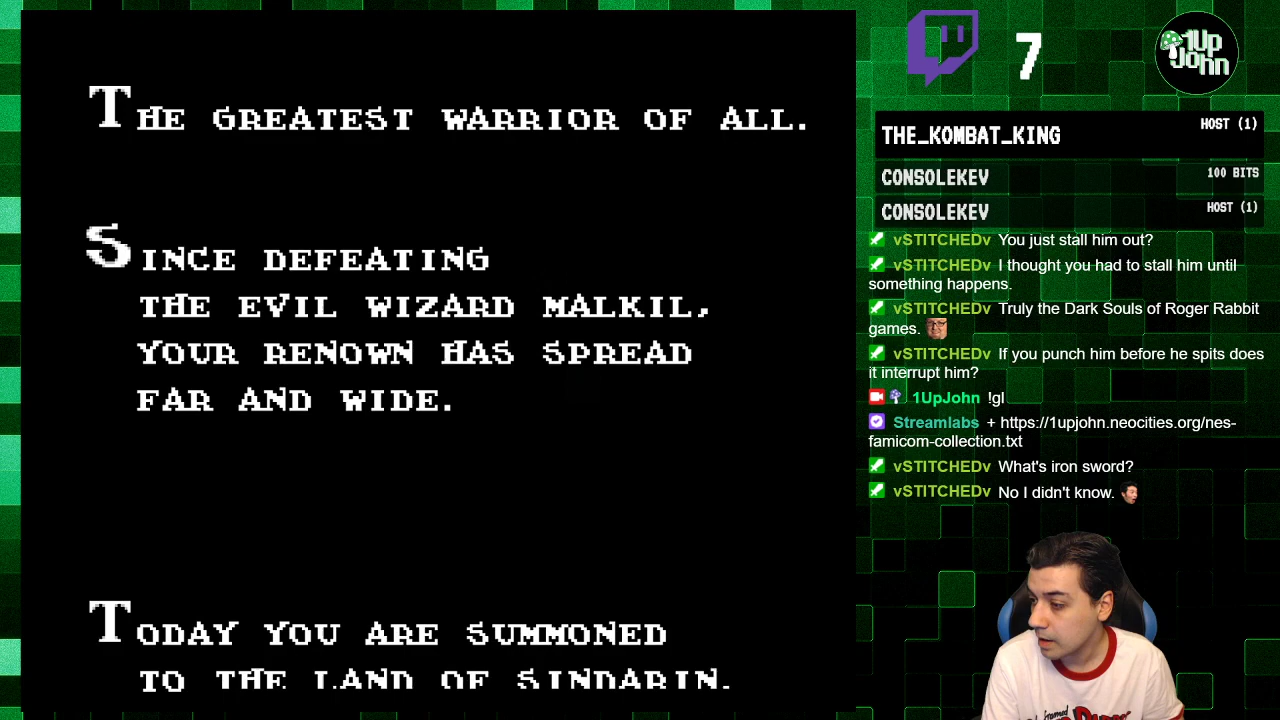 THE GREATEST WARRIOR OF ALL.
SINCE DEFEATING
THE EVIL WIZARD MALKIL,
YOUR RENOWN HAS SPREAD
FAR AND WIDE.
TODAY YOU ARE SUMMONED
TO THE LAND OF SINDARIN.
7
1Up
John
THE_KOMBAT_KING HOST (1)
CONSOLEKEV 100 BITS
CONSOLEKEV HOST (1)
vSTITCHEDv You just stall him out?
vSTITCHEDv I thought you had to stall him until
something happens.
vSTITCHEDv Truly the Dark Souls of Roger Rabbit
games.
vSTITCHEDv If you punch him before he spits does
it interrupt him?
1UpJohn !gl
Streamlabs + https://1upjohn.neocities.org/nes-
famicom-collection.txt
vSTITCHEDv What's iron sword?
vSTITCHEDv No I didn't know.